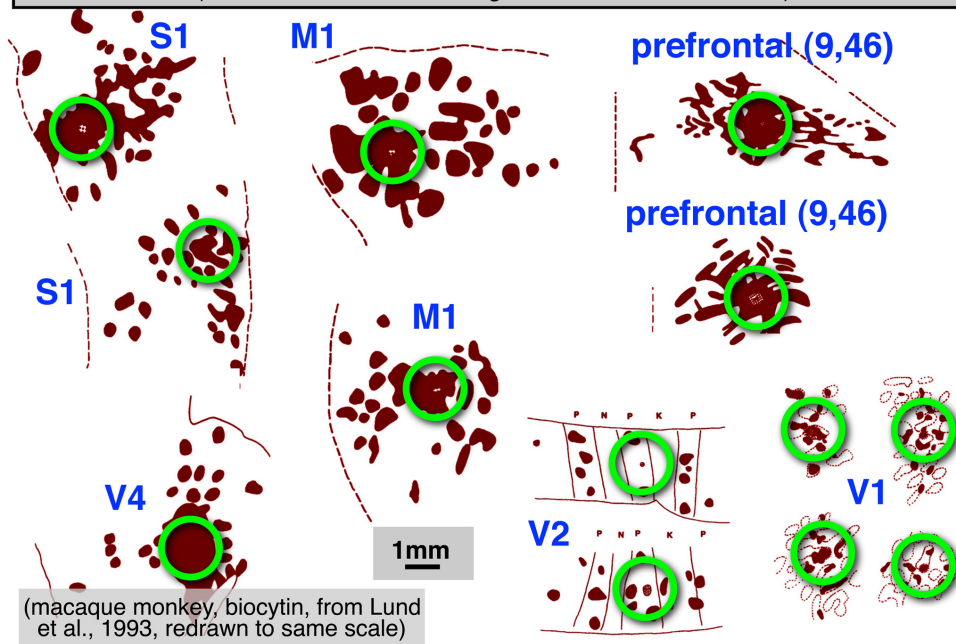 S1
M1
prefrontal (9,46)
prefrontal (9,46)
S1
M1
P N P K P
V4
V1
V2
P N P K P
1mm
(macaque monkey, biocytin, from Lund
et al., 1993, redrawn to same scale)